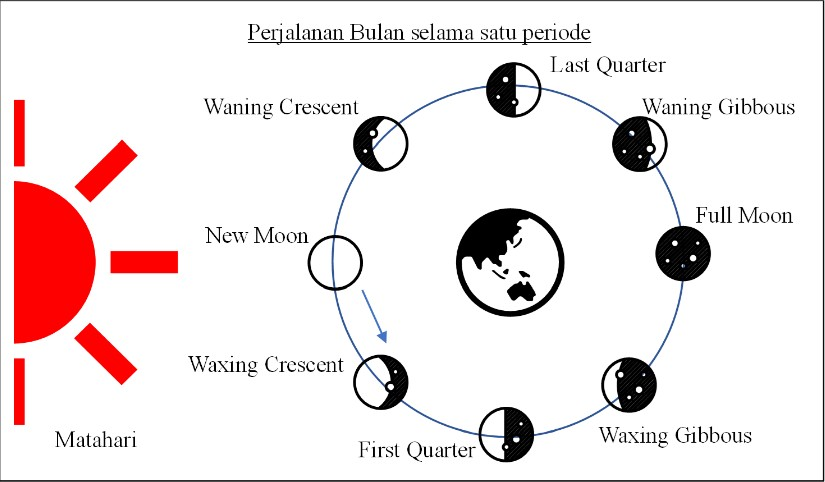 Perjalanan Bulan selama satu periode
Last Quarter
Waning Crescent
Waning Gibbous
New Moon
Full Moon
Waxing Crescent
Matahari
First Quarter
Waxing Gibbous